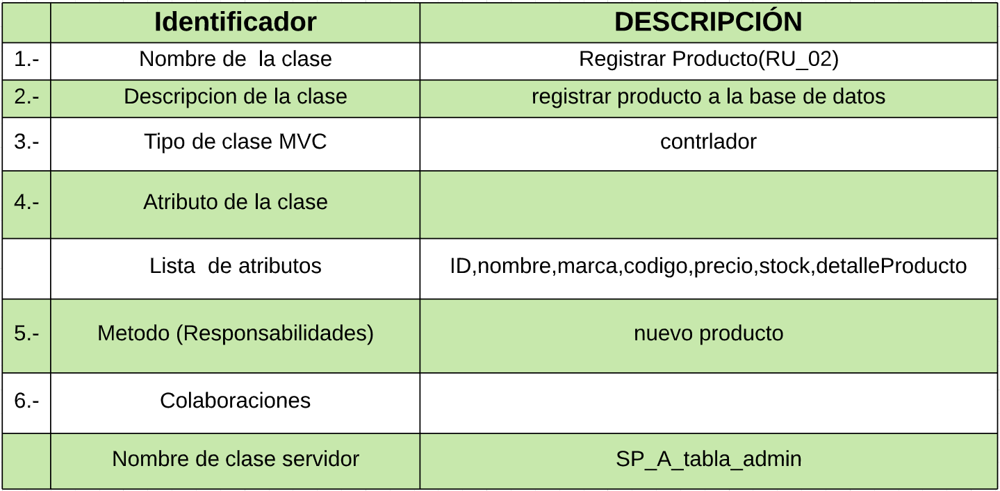 Identificador DESCRIPCIÓN
1.- Nombre de  la clase Registrar Producto(RU_02)
2.- Descripcion de la clase registrar producto a la base de datos
3.- Tipo de clase MVC contrlador
4.- Atributo de la clase
Lista  de atributos ID,nombre,marca,codigo,precio,stock,detalleProducto
5.- Metodo (Responsabilidades) nuevo producto
6.- Colaboraciones
Nombre de clase servidor SP_A_tabla_admin